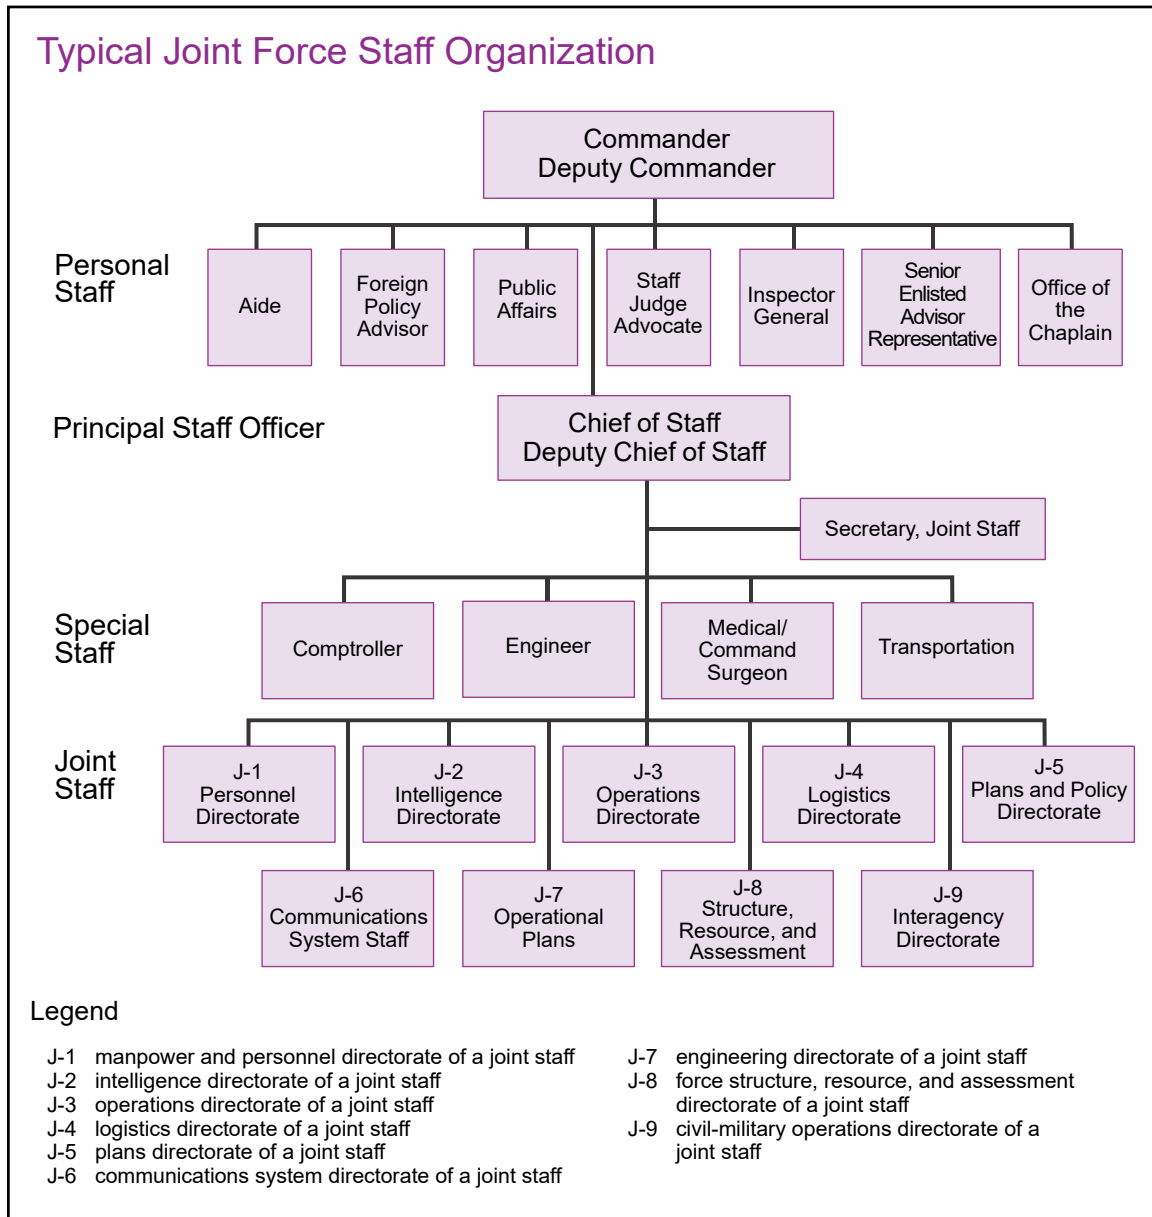 Typical Joint Force Staff Organization
Commander
Deputy Commander
Personal
Staff
Aide
Foreign
Policy
Advisor
Public
Affairs
Staff
Judge
Advocate
Inspector
General
Senior
Enlisted
Advisor
Representative
Office of
the
Chaplain
Principal Staff Officer
Chief of Staff
Deputy Chief of Staff
Secretary, Joint Staff
Special
Staff
Comptroller
Engineer
Medical/
Command
Surgeon
Transportation
Joint
Staff
J-1
Personnel
Directorate
J-2
Intelligence
Directorate
J-3
Operations
Directorate
J-4
Logistics
Directorate
J-5
Plans and Policy
Directorate
J-6
Communications
System Staff
J-7
Operational
Plans
J-8
Structure,
Resource, and
Assessment
J-9
Interagency
Directorate
Legend
J-1 manpower and personnel directorate of a joint staff
J-2 intelligence directorate of a joint staff
J-3 operations directorate of a joint staff
J-4 logistics directorate of a joint staff
J-5 plans directorate of a joint staff
J-6 communications system directorate of a joint staff
J-7 engineering directorate of a joint staff
J-8 force structure, resource, and assessment
directorate of a joint staff
J-9 civil-military operations directorate of a
joint staff